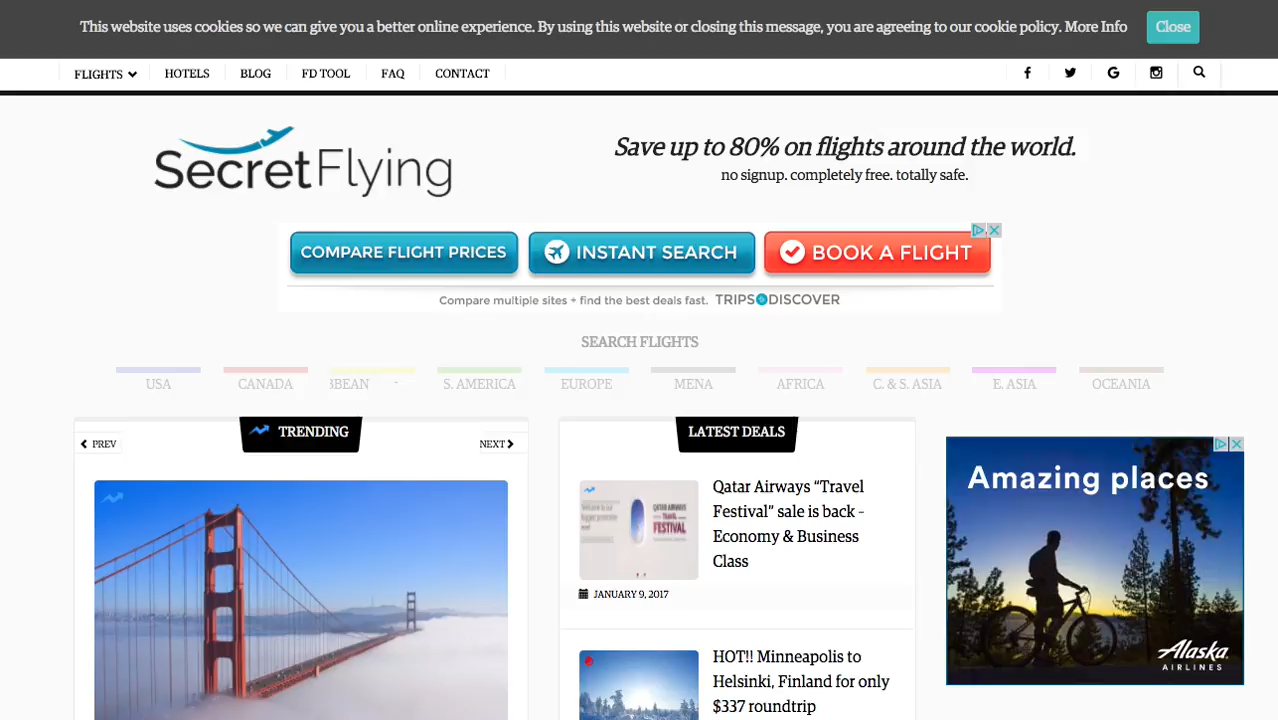 This website uses cookies so we can give you a better online experience. By using this website or closing this message, you are agreeing to our cookie policy. More Info
Close
FLIGHTS
HOTELS
BLOG
FD TOOL
FAQ
CONTACT
SecretFlying
Save up to 80% on flights around the world.
no signup. completely free. totally safe.
COMPARE FLIGHT PRICES
INSTANT SEARCH
BOOK A FLIGHT
Compare multiple sites + find the best deals fast. TRIPS DISCOVER
SEARCH FLIGHTS
USA
CANADA
BBEAN
S. AMERICA
EUROPE
MENA
AFRICA
C. & S. ASIA
E. ASIA
OCEANIA
PREV
TRENDING
NEXT
LATEST DEALS
QATAR AIRWAYS
TRAVEL
FESTIVAL
Qatar Airways “Travel
Festival” sale is back –
Economy & Business
Class
JANUARY 9, 2017
HOT!! Minneapolis to
Helsinki, Finland for only
$337 roundtrip
Amazing places
Alaska
AIRLINES